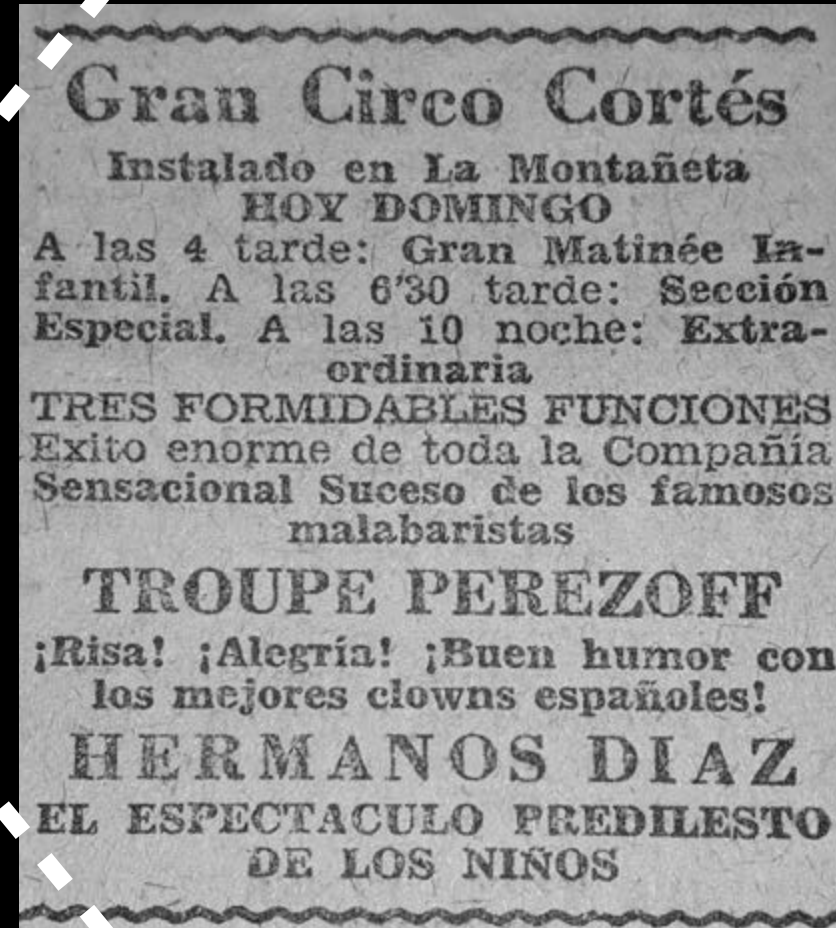 Gran Circo Cortés
Instalado en La Montañeta
HOY DOMINGO
A las 4 tarde: Gran Matinée In-
fantil. A las 6'30 tarde: Sección
Especial. A las 10 noche: Extra-
ordinaria
TRES FORMIDABLES FUNCIONES
Exito enorme de toda la Compañía
Sensacional Suceso de los famosos
malabaristas
TROUPE PEREZOFF
¡Risa! ¡Alegría! ¡Buen humor con
los mejores clowns españoles!
HERMANOS DIAZ
EL ESPECTACULO PREDILESTO
DE LOS NIÑOS